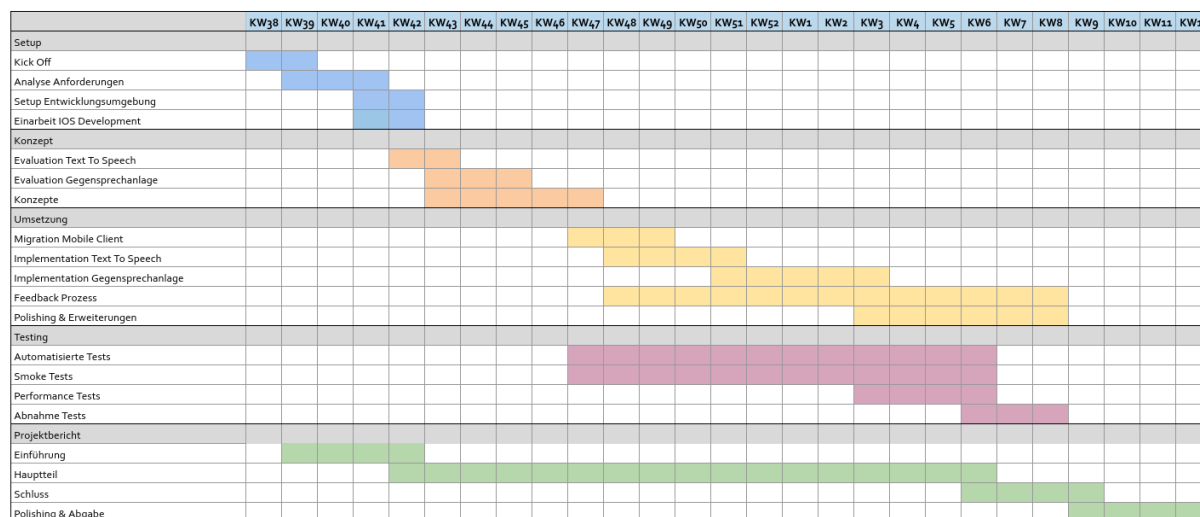 KW38 KW39 KW40 KW41 KW42 KW43 KW44 KW45 KW46 KW47 KW48 KW49 KW50 KW51 KW52 KW1 KW2 KW3 KW4 KW5 KW6 KW7 KW8 KW9 KW10 KW11
Setup
Kick Off
Analyse Anforderungen
Setup Entwicklungsumgebung
Einarbeit IOS Development
Konzept
Evaluation Text To Speech
Evaluation Gegensprechanlage
Konzepte
Umsetzung
Migration Mobile Client
Implementation Text To Speech
Implementation Gegensprechanlage
Feedback Prozess
Polishing & Erweiterungen
Testing
Automatisierte Tests
Smoke Tests
Performance Tests
Abnahme Tests
Projektbericht
Einführung
Hauptteil
Schluss
Polishing & Abgabe